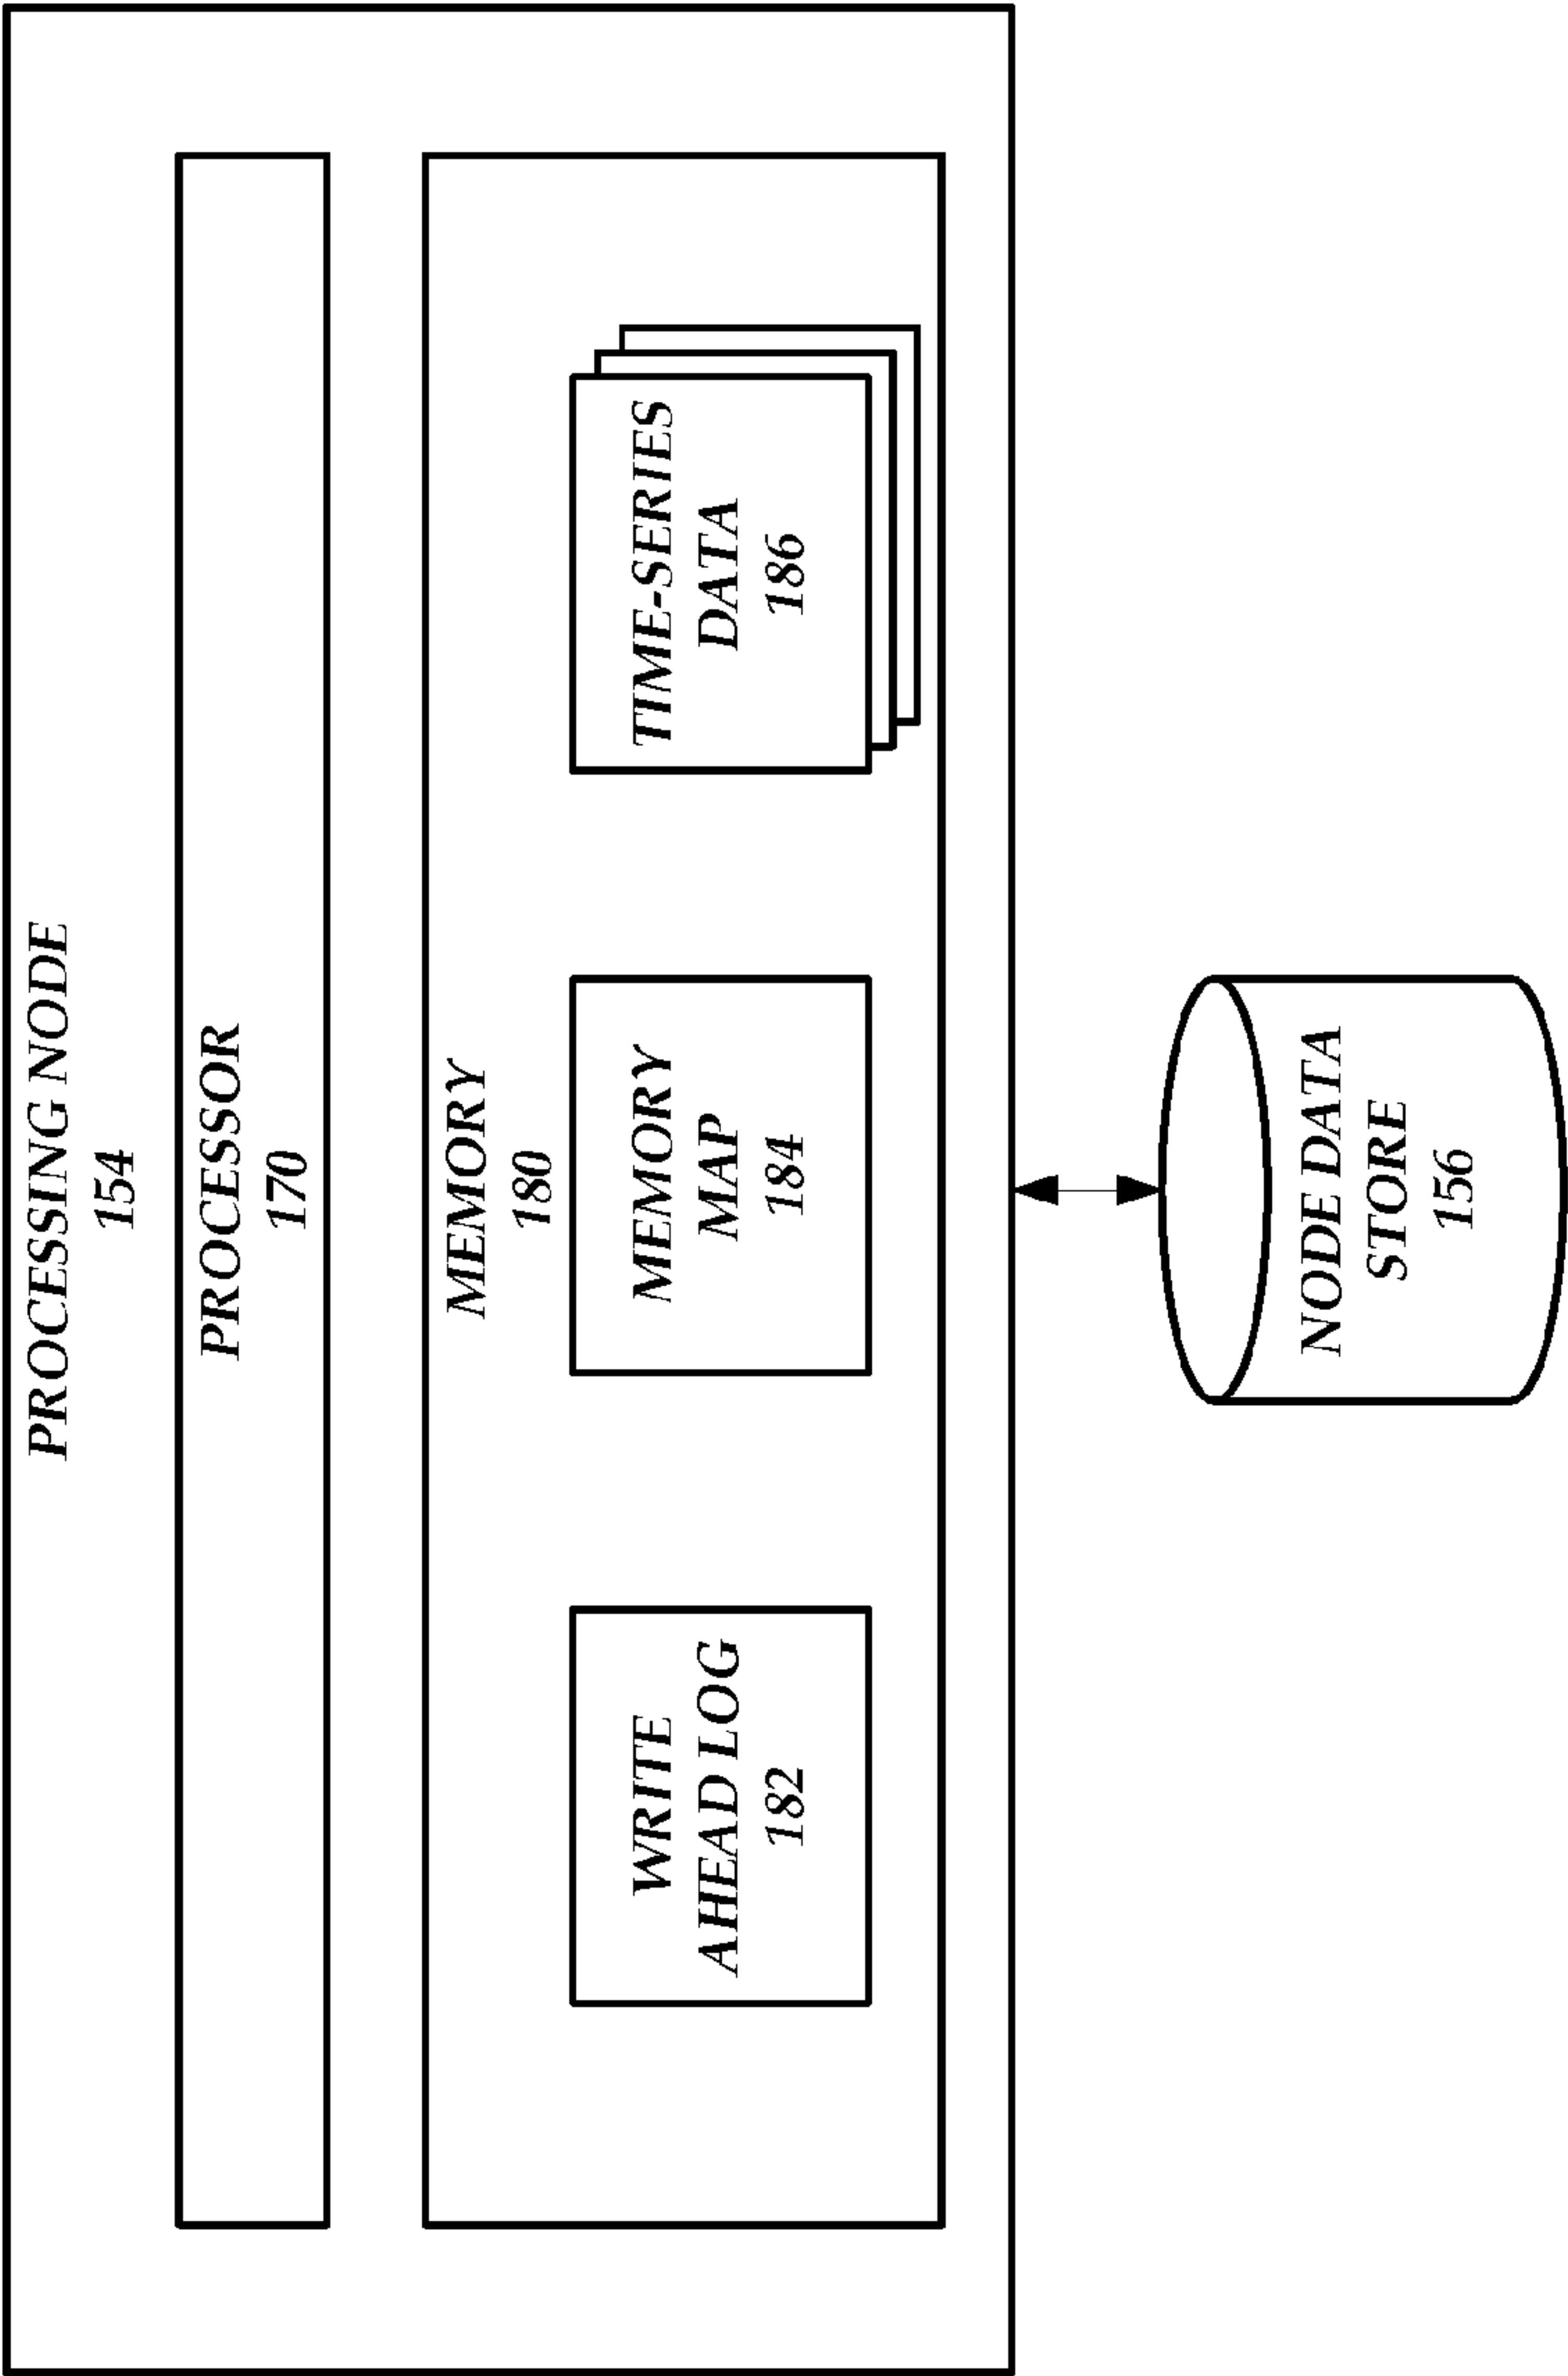 PROCESSING NODE
154
PROCESSOR
170
MEMORY
180
WRITE
AHEAD LOG
182
MEMORY
MAP
184
TIME-SERIES
DATA
186
NODE DATA
STORE
156